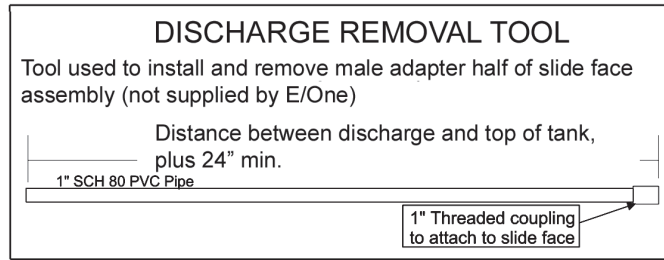 DISCHARGE REMOVAL TOOL
Tool used to install and remove male adapter half of slide face
assembly (not supplied by E/One)
Distance between discharge and top of tank,
plus 24” min.
1" SCH 80 PVC Pipe
1" Threaded coupling
to attach to slide face